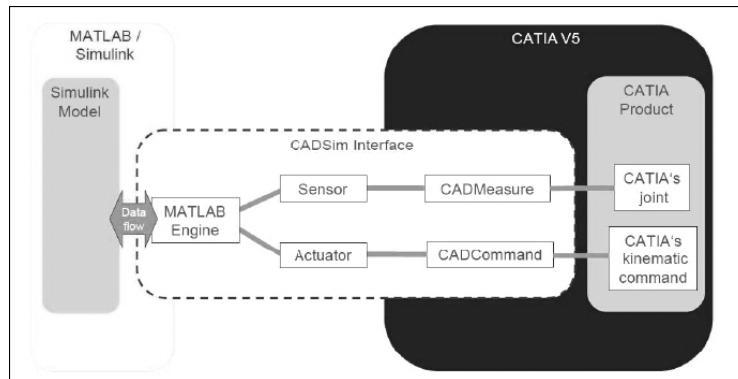 MATLAB /
Simulink
Simulink
Model
CATIA V5
CATIA
Product
CADSim Interface
Data
flow
MATLAB
Engine
Sensor
CADMeasure
CATIA's
joint
Actuator
CADCommand
CATIA's
kinematic
command